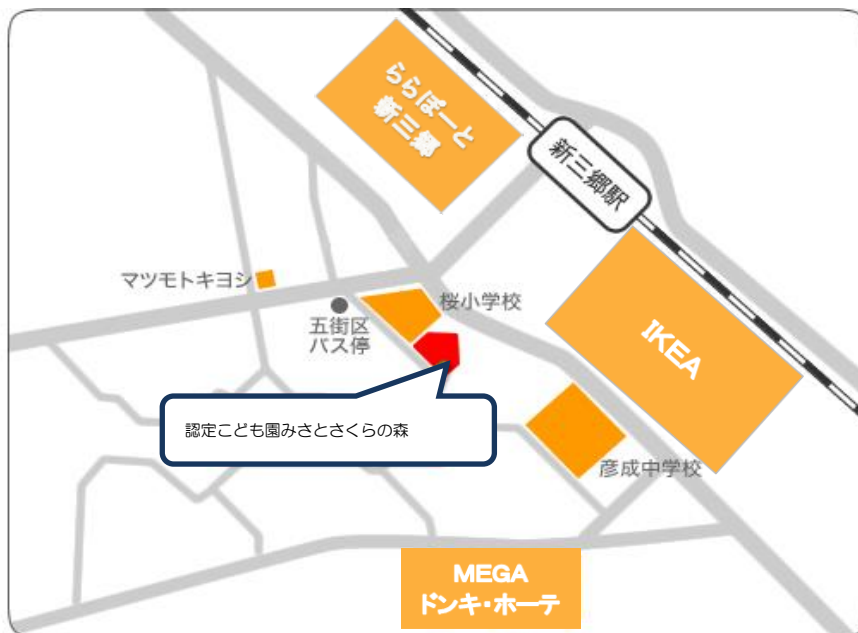 ららぽーと
新三郷
新三郷駅
マツモトキヨシ
桜小学校
五街区
バス停
IKEA
認定こども園みさとさくらの森
彦成中学校
MEGA
ドンキ・ホーテ